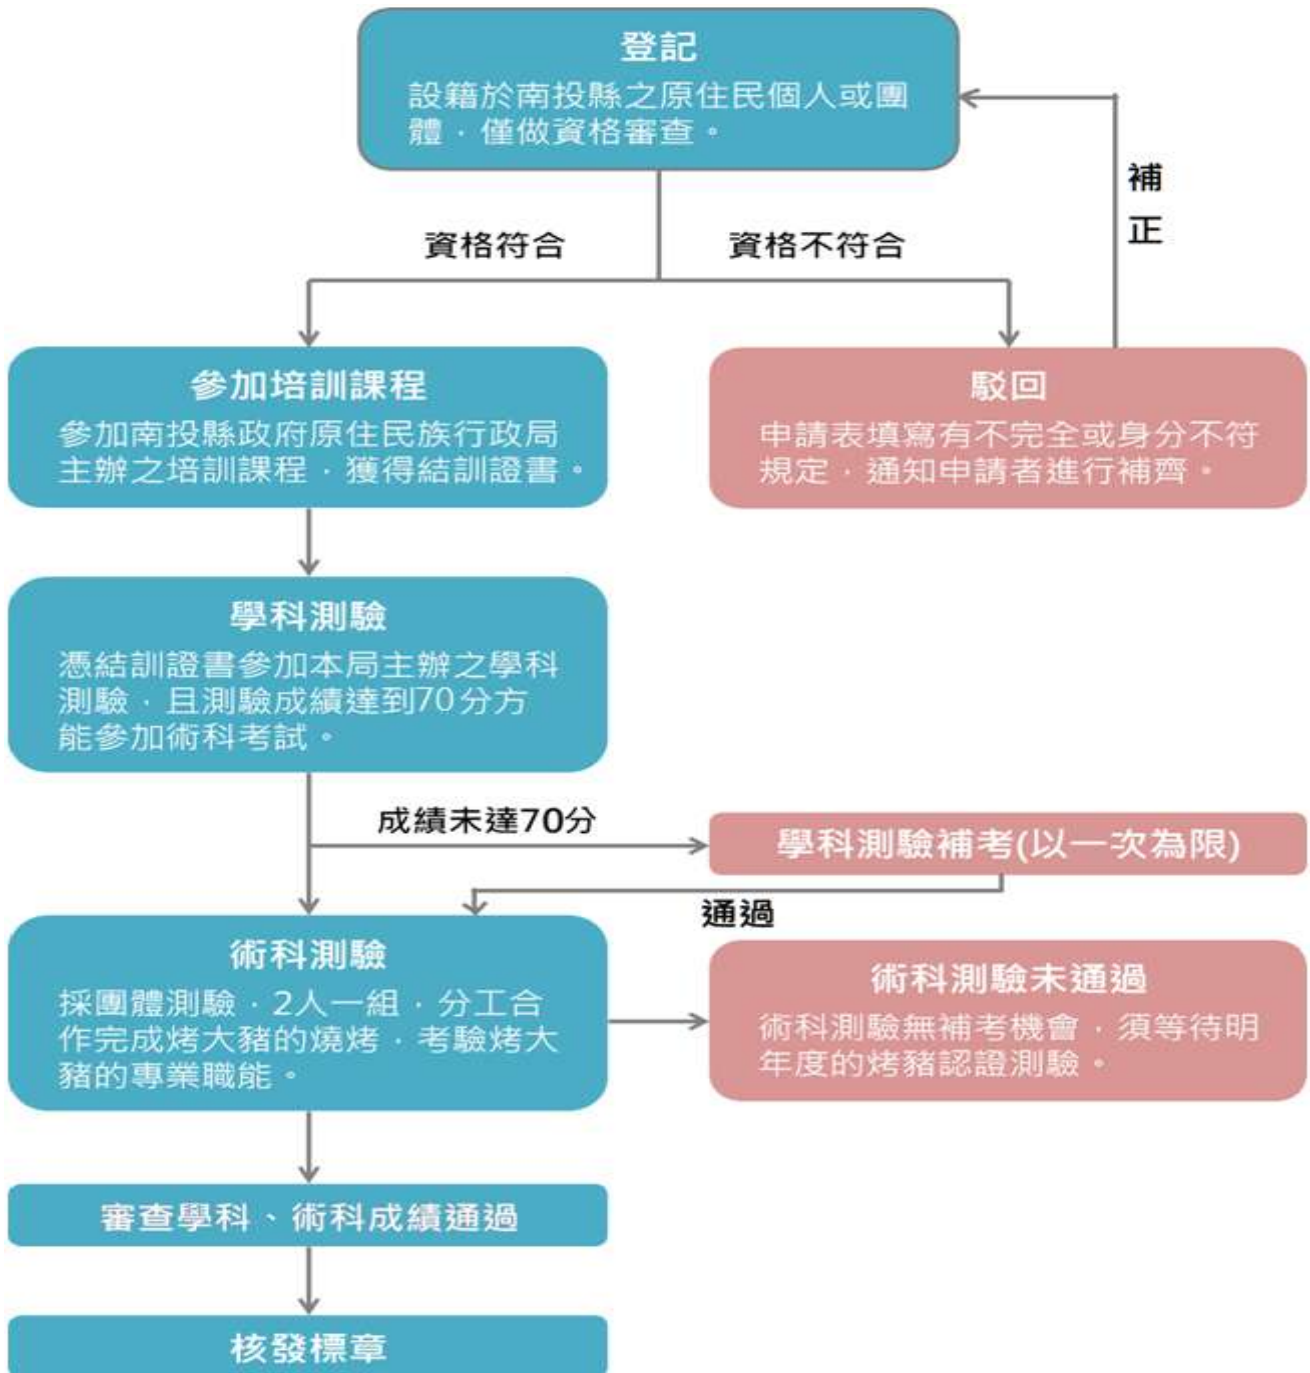 登記
設籍於南投縣之原住民個人或團
體，僅做資格審查。
補
正
資格符合
資格不符合
參加培訓課程
參加南投縣政府原住民族行政局
主辦之培訓課程，獲得結訓證書。
駁回
申請表填寫有不完全或身分不符
規定，通知申請者進行補齊。
學科測驗
憑結訓證書參加本局主辦之學科
測驗，且測驗成績達到70分方
能參加術科考試。
成績未達70分
學科測驗補考(以一次為限)
通過
術科測驗
採團體測驗，2人一組，分工合
作完成烤大豬的燒烤，考驗烤大
豬的專業職能。
術科測驗未通過
術科測驗無補考機會，須等待明
年度的烤豬認證測驗。
審查學科、術科成績通過
核發標章